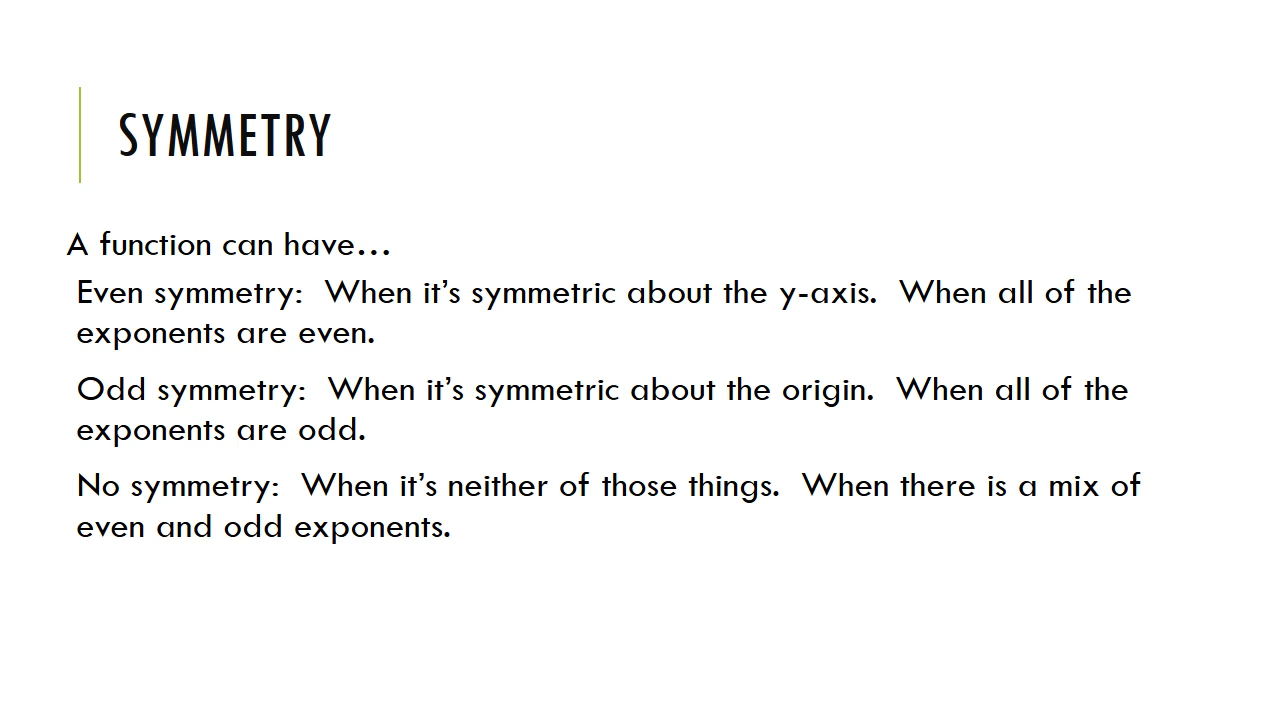 SYMMETRY
A function can have…
Even symmetry:  When it’s symmetric about the y-axis.  When all of the
exponents are even.
Odd symmetry:  When it’s symmetric about the origin.  When all of the
exponents are odd.
No symmetry:  When it’s neither of those things.  When there is a mix of
even and odd exponents.